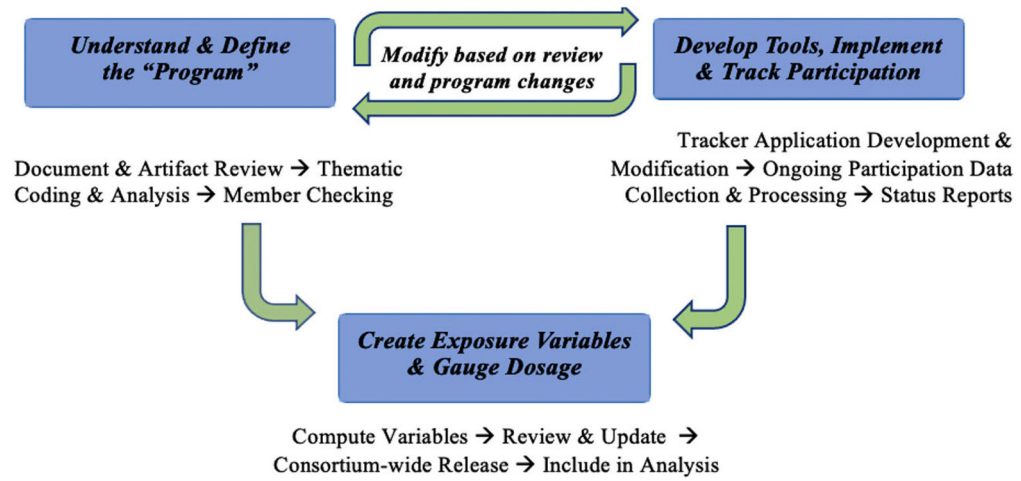 Understand & Define
the “Program”
Modify based on review
and program changes
Develop Tools, Implement
& Track Participation
Document & Artifact Review → Thematic
Coding & Analysis → Member Checking
Tracker Application Development &
Modification → Ongoing Participation Data
Collection & Processing → Status Reports
Create Exposure Variables
& Gauge Dosage
Compute Variables → Review & Update →
Consortium-wide Release → Include in Analysis